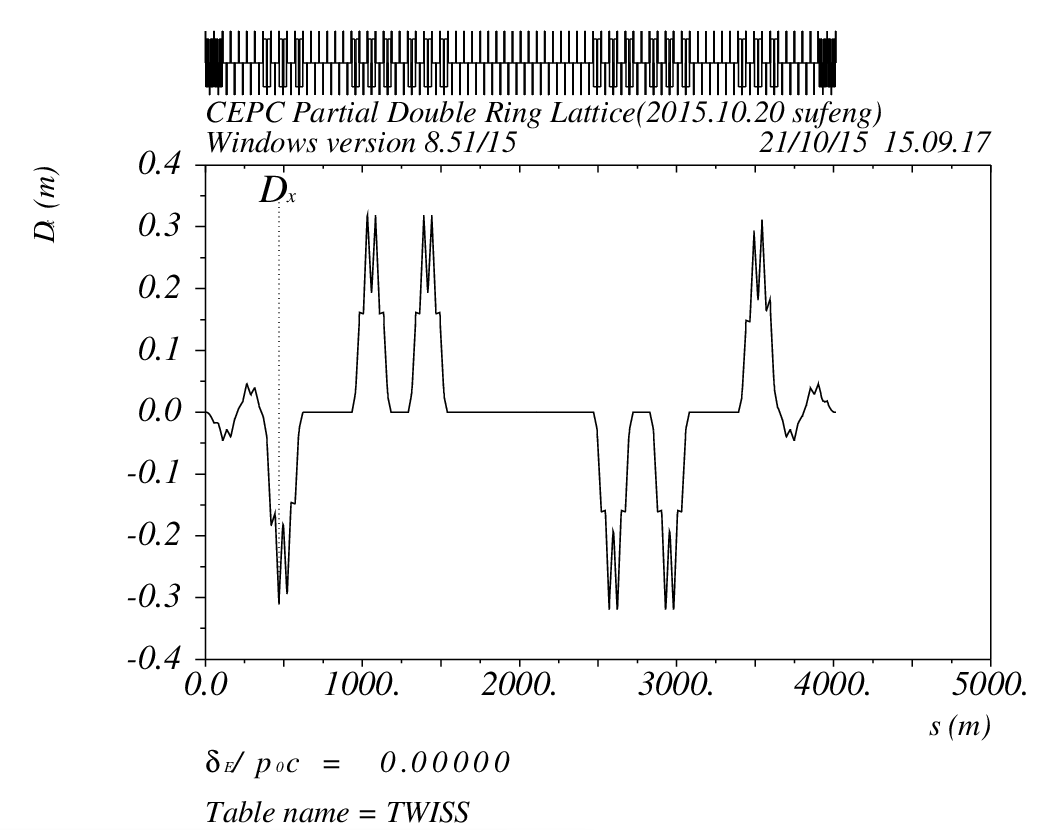 CEPC Partial Double Ring Lattice(2015.10.20 sufeng)
Windows version 8.51/15 21/10/15 15.09.17
Dx (m)
Dx
0.4
0.3
0.2
0.1
0.0
-0.1
-0.2
-0.3
-0.4
0.0 1000. 2000. 3000. 4000. 5000.
s (m)
δE/ p0c = 0.00000
Table name = TWISS